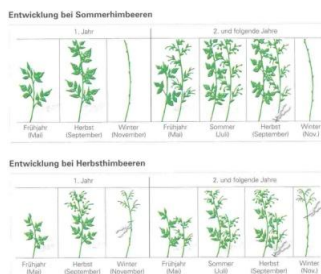 Entwicklung bei Sommerhimbeeren
1. Jahr
2. und folgende Jahre
Frühjahr (Mai)
Herbst (September)
Winter (November)
Frühjahr (Mai)
Sommer (Juli)
Herbst (September)
Winter (Nov.)
Entwicklung bei Herbsthimbeeren
1. Jahr
2. und folgende Jahre
Frühjahr (Mai)
Herbst (September)
Winter (November)
Frühjahr (Mai)
Sommer (Juli)
Herbst (September)
Winter (Nov.)